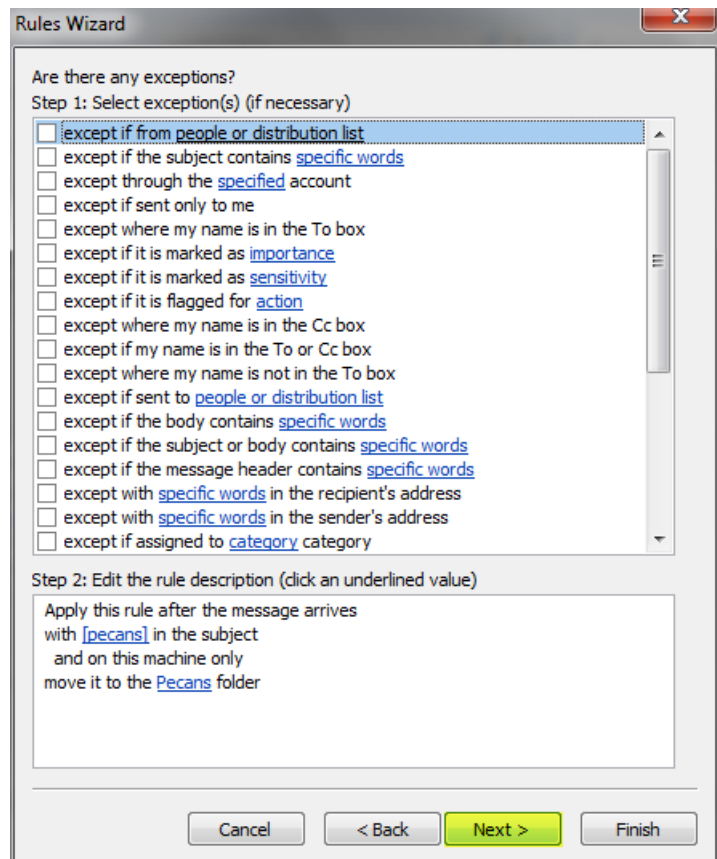 Rules Wizard
Are there any exceptions?
Step 1: Select exception(s) (if necessary)
except if from people or distribution list
except if the subject contains specific words
except through the specified account
except if sent only to me
except where my name is in the To box
except if it is marked as importance
except if it is marked as sensitivity
except if it is flagged for action
except where my name is in the Cc box
except if my name is in the To or Cc box
except where my name is not in the To box
except if sent to people or distribution list
except if the body contains specific words
except if the subject or body contains specific words
except if the message header contains specific words
except with specific words in the recipient's address
except with specific words in the sender's address
except if assigned to category category
Step 2: Edit the rule description (click an underlined value)
Apply this rule after the message arrives
with [pecans] in the subject
and on this machine only
move it to the Pecans folder
Cancel < Back Next > Finish